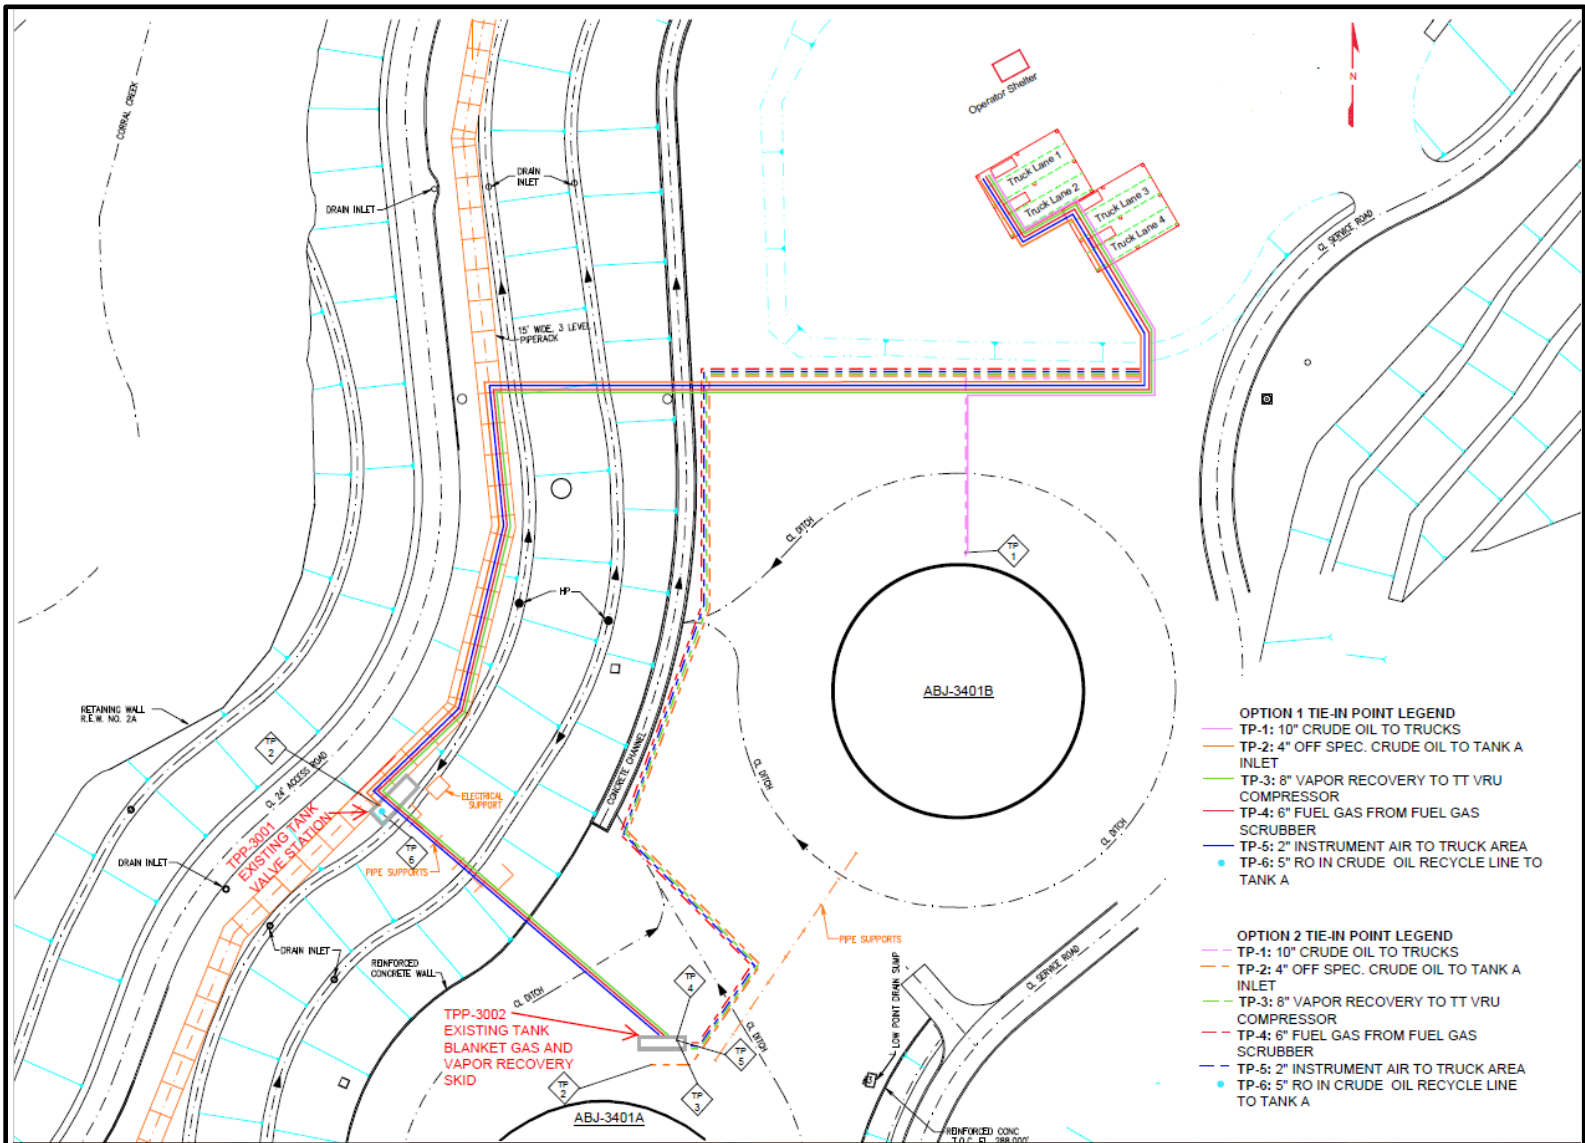 CORRAL CREEK
Operator Shelter
N
Truck Lane 1
Truck Lane 2
Truck Lane 3
Truck Lane 4
DRAIN
INLET
DRAIN INLET
CL SERVICE ROAD
15' WIDE, 3 LEVEL
PIPERACK
CL DITCH
TP
1
HP
ABJ-3401B
RETAINING WALL
R.E.W. NO. 2A
TP
2
CL 24' ACCESS ROAD
CONCRETE CHANNEL
CL DITCH
ELECTRICAL
SUPPORT
TPP-3001
EXISTING TANK
VALVE STATION
TP
6
PIPE SUPPORTS
DRAIN INLET
CL DITCH
DRAIN INLET
REINFORCED
CONCRETE WALL
CL DITCH
PIPE SUPPORTS
LOW POINT DRAIN SUMP
CL SERVICE ROAD
TP
4
TPP-3002
EXISTING TANK
BLANKET GAS AND
VAPOR RECOVERY
SKID
CL DITCH
TP
5
TP
2
TP
3
ABJ-3401A
REINFORCED CONC
T.O.C. EL. 288.000'
OPTION 1 TIE-IN POINT LEGEND
TP-1: 10" CRUDE OIL TO TRUCKS
TP-2: 4" OFF SPEC. CRUDE OIL TO TANK A
INLET
TP-3: 8" VAPOR RECOVERY TO TT VRU
COMPRESSOR
TP-4: 6" FUEL GAS FROM FUEL GAS
SCRUBBER
TP-5: 2" INSTRUMENT AIR TO TRUCK AREA
TP-6: 5" RO IN CRUDE OIL RECYCLE LINE TO
TANK A
OPTION 2 TIE-IN POINT LEGEND
TP-1: 10" CRUDE OIL TO TRUCKS
TP-2: 4" OFF SPEC. CRUDE OIL TO TANK A
INLET
TP-3: 8" VAPOR RECOVERY TO TT VRU
COMPRESSOR
TP-4: 6" FUEL GAS FROM FUEL GAS
SCRUBBER
TP-5: 2" INSTRUMENT AIR TO TRUCK AREA
TP-6: 5" RO IN CRUDE OIL RECYCLE LINE
TO TANK A